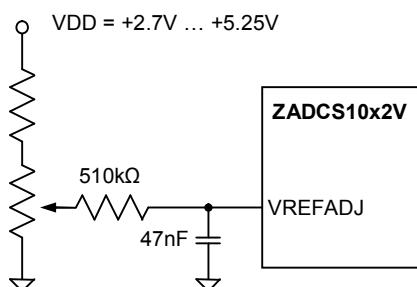 VDD = +2.7V … +5.25V
ZADCS10x2V
510kΩ
VREFADJ
47nF